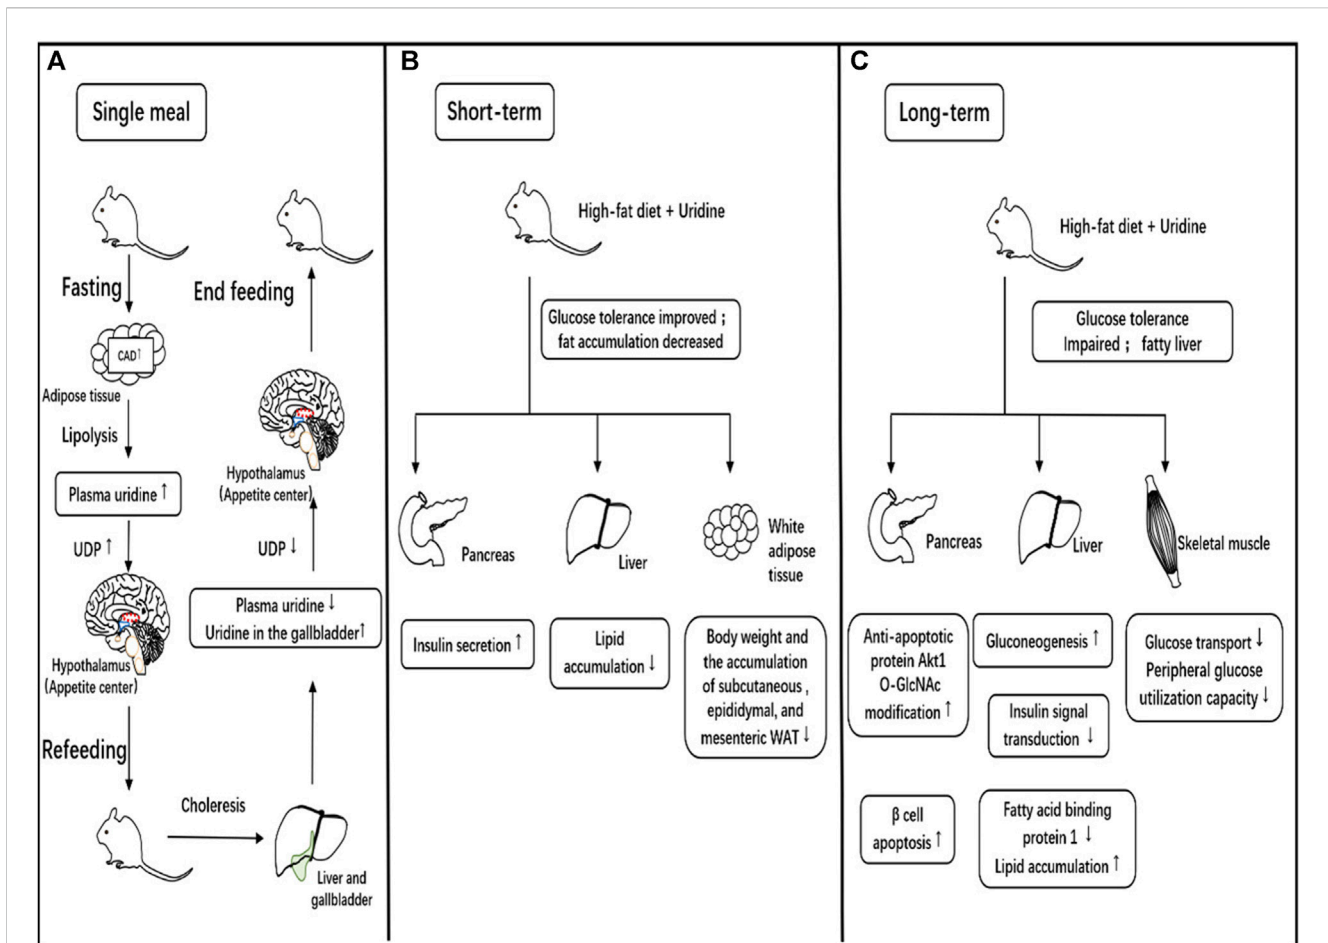 A
Single meal
Fasting
CAD↑
Adipose tissue
Lipolysis
Plasma uridine ↑
UDP ↑
Hypothalamus
(Appetite center)
Refeeding
Choleresis
Liver and
gallbladder
Plasma uridine ↓
Uridine in the gallbladder↑
UDP ↓
Hypothalamus
(Appetite center)
End feeding
B
Short-term
High-fat diet + Uridine
Glucose tolerance improved ;
fat accumulation decreased
Pancreas
Liver
White
adipose
tissue
Insulin secretion ↑
Lipid
accumulation ↓
Body weight and
the accumulation
of subcutaneous ,
epididymal, and
mesenteric WAT ↓
C
Long-term
High-fat diet + Uridine
Glucose tolerance
Impaired ; fatty liver
Pancreas
Liver
Skeletal muscle
Anti-apoptotic
protein Akt1
O-GlcNAc
modification ↑
β cell
apoptosis ↑
Gluconeogenesis ↑
Insulin signal
transduction ↓
Fatty acid binding
protein 1 ↓
Lipid accumulation ↑
Glucose transport ↓
Peripheral glucose
utilization capacity ↓